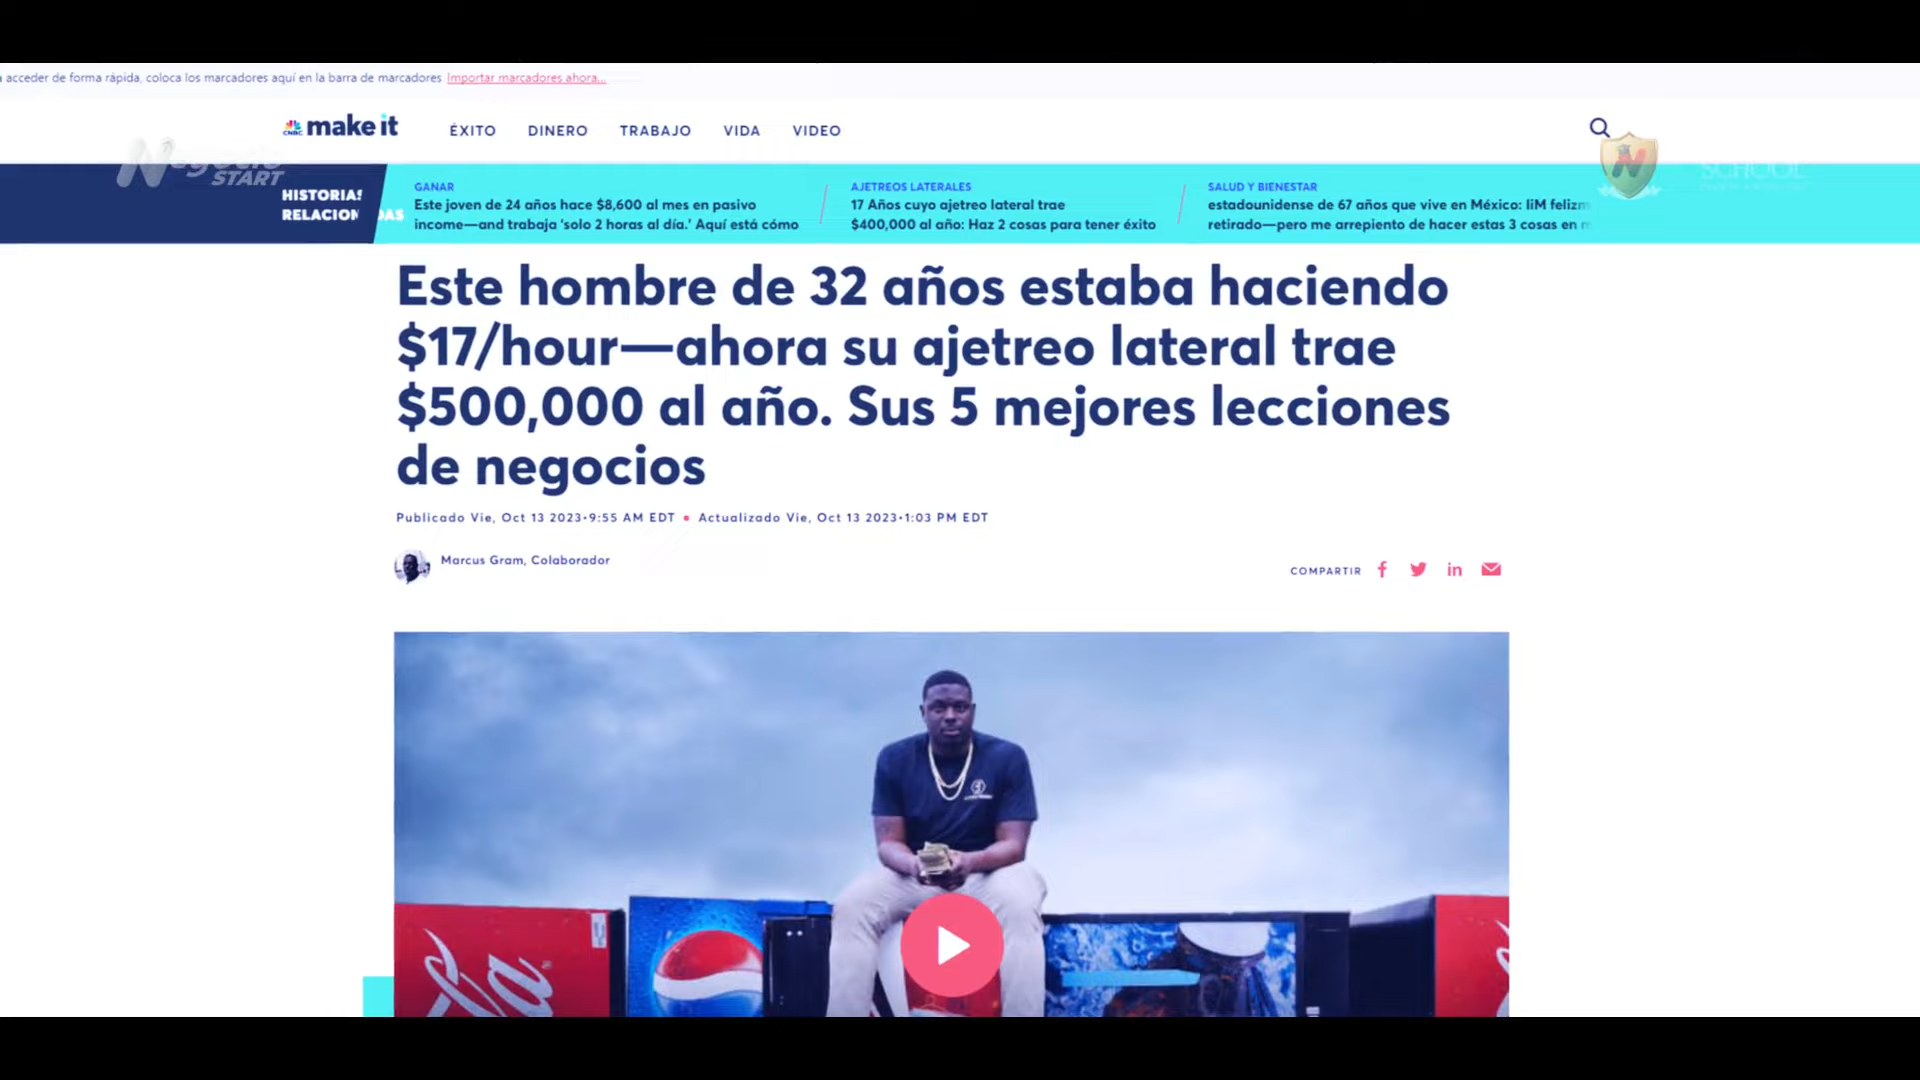 acceder de forma rápida, coloca los marcadores aquí en la barra de marcadores Importar marcadores ahora...
CNBC make it ÉXITO DINERO TRABAJO VIDA VIDEO
Negocio
START
SCHOOL
HISTORIAS
RELACIONADAS
GANAR
Este joven de 24 años hace $8,600 al mes en pasivo
income—and trabaja 'solo 2 horas al día.' Aquí está cómo
AJETREOS LATERALES
17 Años cuyo ajetreo lateral trae
$400,000 al año: Haz 2 cosas para tener éxito
SALUD Y BIENESTAR
estadounidense de 67 años que vive en México: IiM felizm
retirado—pero me arrepiento de hacer estas 3 cosas en m
Este hombre de 32 años estaba haciendo
$17/hour—ahora su ajetreo lateral trae
$500,000 al año. Sus 5 mejores lecciones
de negocios
Publicado Vie, Oct 13 2023•9:55 AM EDT • Actualizado Vie, Oct 13 2023•1:03 PM EDT
Marcus Gram, Colaborador
COMPARTIR